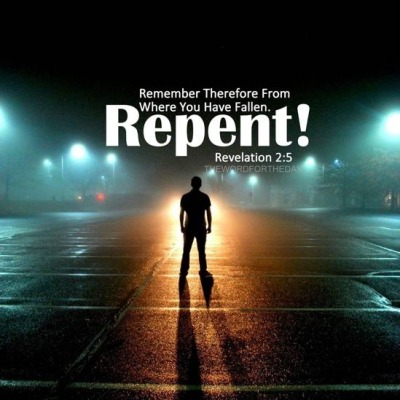 Remember Therefore From
Where You Have Fallen.
Repent!
Revelation 2:5
THEWORDFORTHEDAY